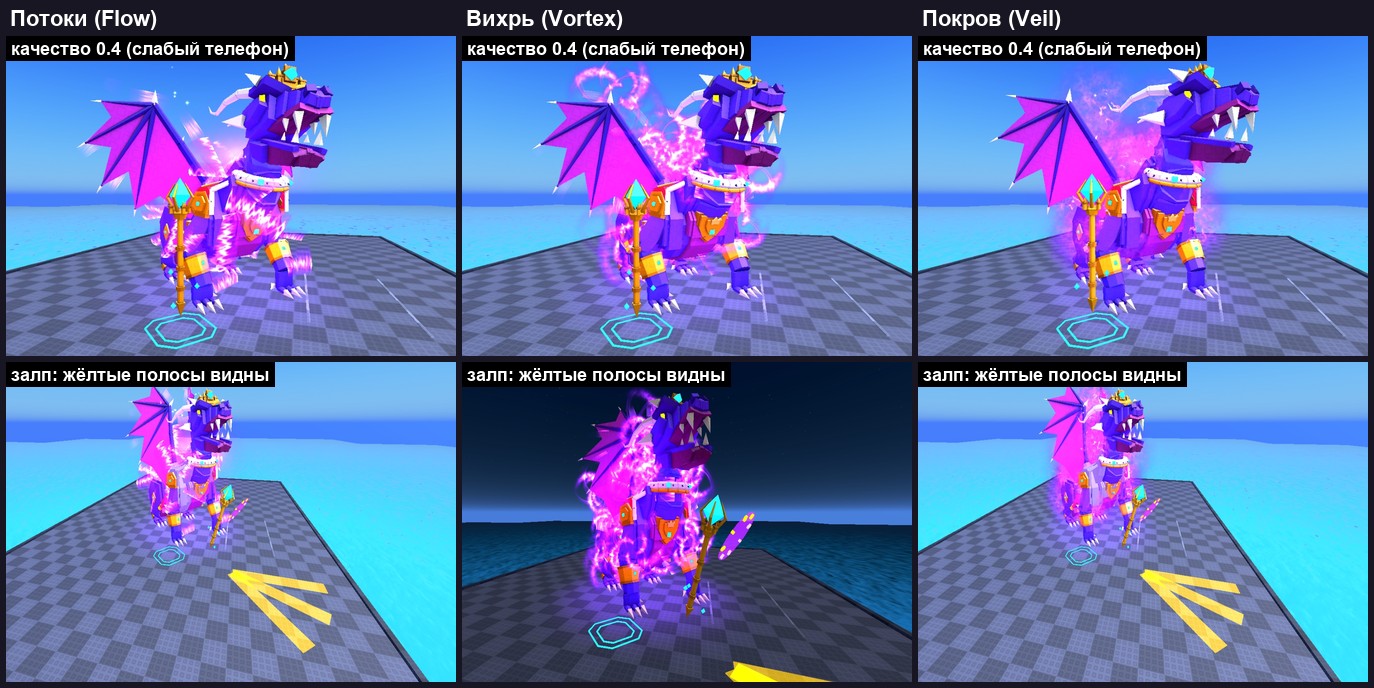 Потоки (Flow)
Вихрь (Vortex)
Покров (Veil)
качество 0.4 (слабый телефон)
качество 0.4 (слабый телефон)
качество 0.4 (слабый телефон)
залп: жёлтые полосы видны
залп: жёлтые полосы видны
залп: жёлтые полосы видны